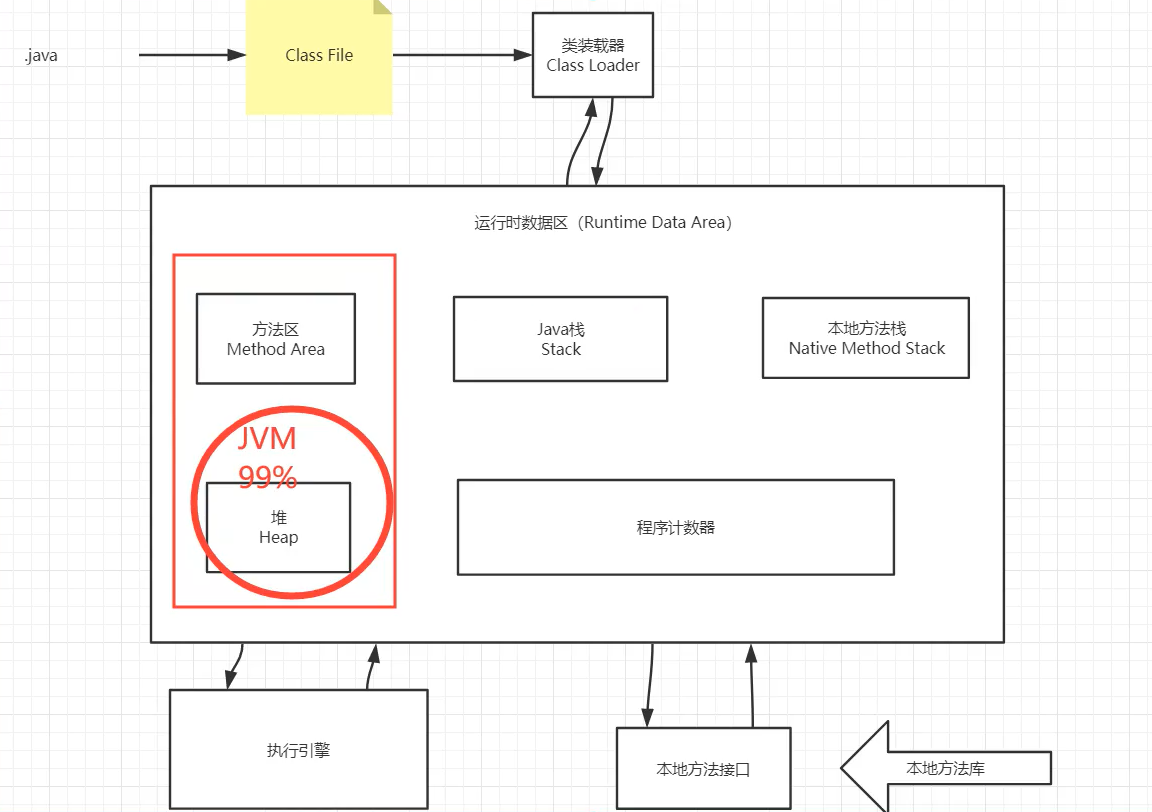 .java
Class File
类装载器
Class Loader
运行时数据区（Runtime Data Area）
方法区
Method Area
Java栈
Stack
本地方法栈
Native Method Stack
JVM
99%
堆
Heap
程序计数器
执行引擎
本地方法接口
本地方法库